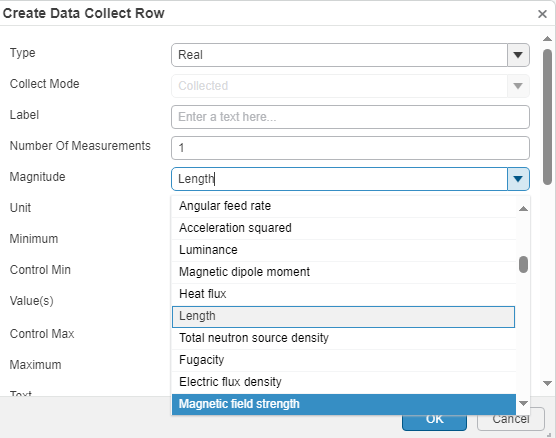 Create Data Collect Row
Type
Real
Collect Mode
Collected
Label
Enter a text here...
Number Of Measurements
1
Magnitude
Length
Unit
Angular feed rate
Acceleration squared
Minimum
Luminance
Control Min
Magnetic dipole moment
Value(s)
Heat flux
Length
Control Max
Total neutron source density
Maximum
Fugacity
Electric flux density
Text
Magnetic field strength
OK
Cancel